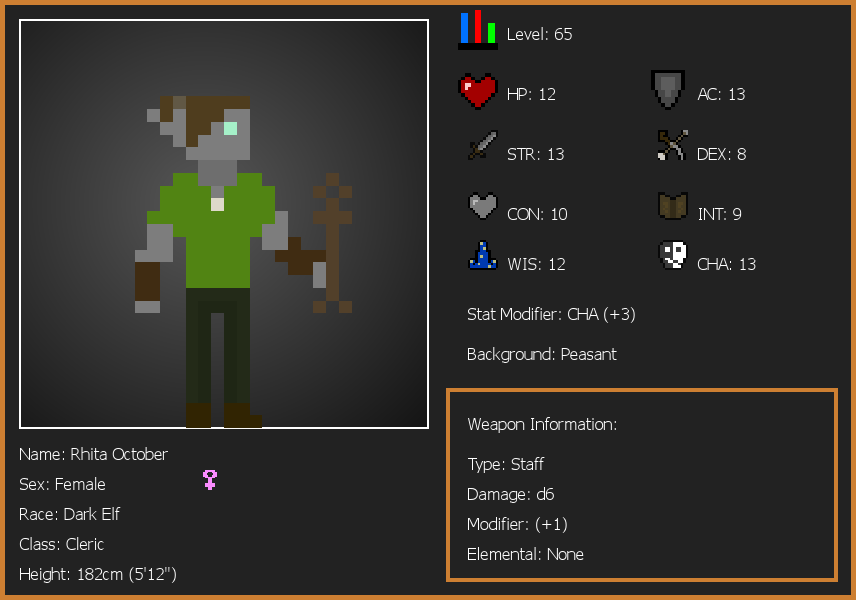 Level: 65
HP: 12
AC: 13
STR: 13
DEX: 8
CON: 10
INT: 9
WIS: 12
CHA: 13
Stat Modifier: CHA (+3)
Background: Peasant
Weapon Information:
Type: Staff
Damage: d6
Modifier: (+1)
Elemental: None
Name: Rhita October
Sex: Female
Race: Dark Elf
Class: Cleric
Height: 182cm (5'12")